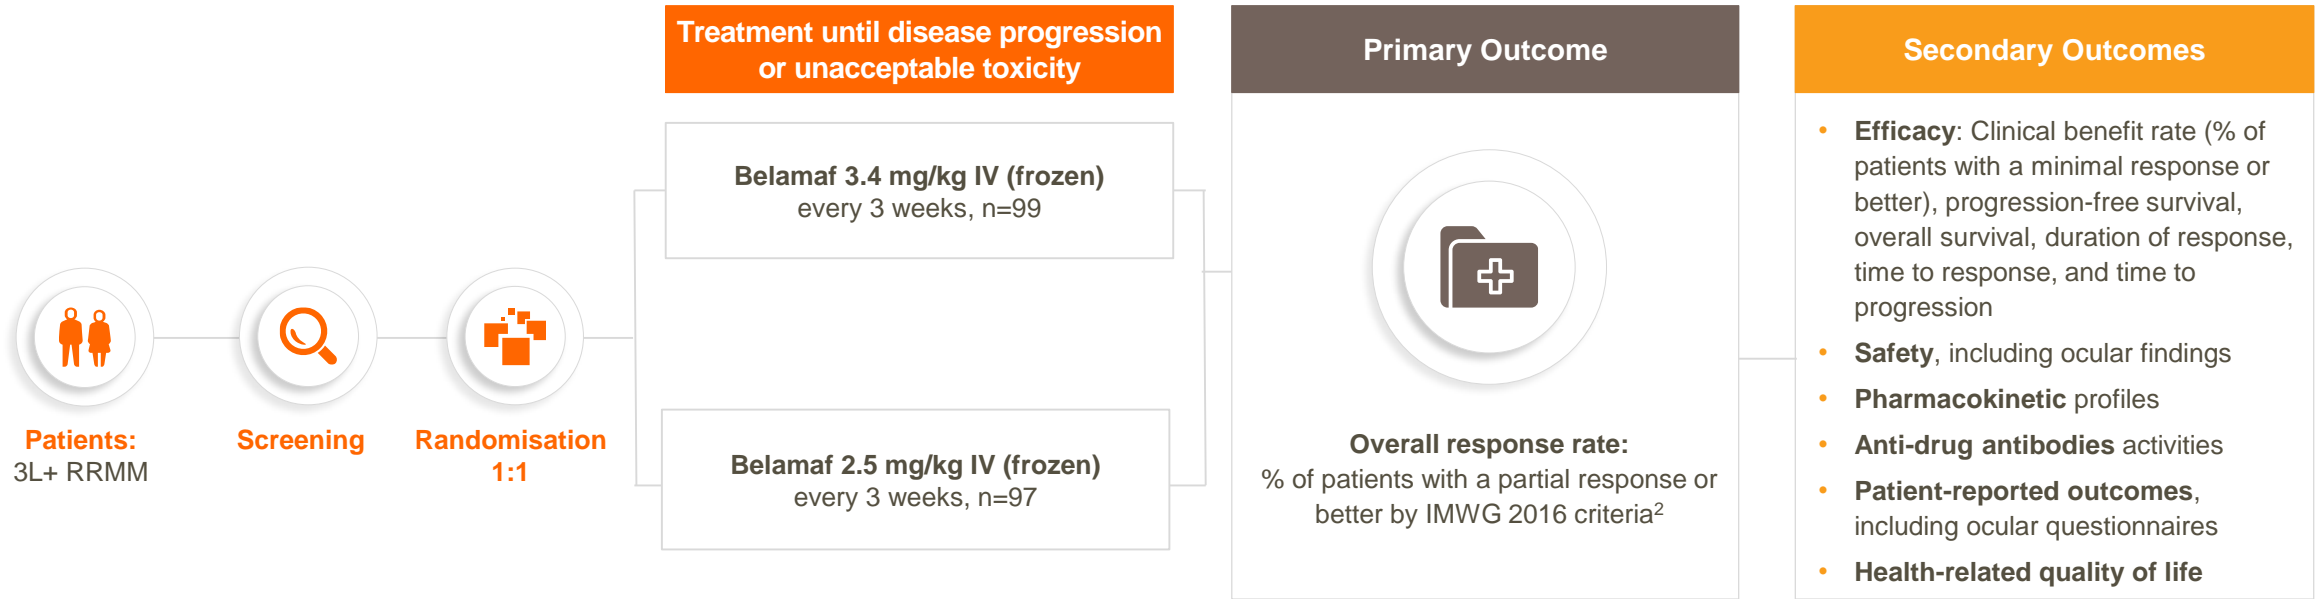 Treatment until disease progression
or unacceptable toxicity
Primary Outcome
Secondary Outcomes
Patients:
3L+ RRMM
Screening
Randomisation
1:1
Belamaf 3.4 mg/kg IV (frozen)
every 3 weeks, n=99
Belamaf 2.5 mg/kg IV (frozen)
every 3 weeks, n=97
Overall response rate:
% of patients with a partial response or
better by IMWG 2016 criteria²
• Efficacy: Clinical benefit rate (% of
patients with a minimal response or
better), progression-free survival,
overall survival, duration of response,
time to response, and time to
progression
• Safety, including ocular findings
• Pharmacokinetic profiles
• Anti-drug antibodies activities
• Patient-reported outcomes,
including ocular questionnaires
• Health-related quality of life